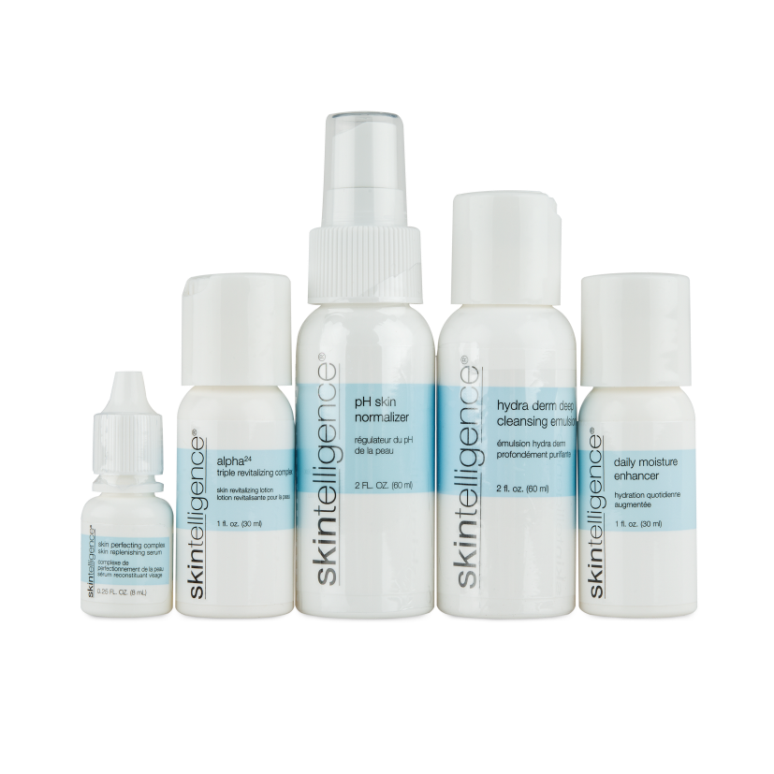 skintelligence®
skin perfecting complex
skin replenishing serum
complexe de
perfectionnement de la peau
sérum reconstituant visage
0.25 FL. OZ. (8 mL)
skintelligence®
alpha24
triple revitalizing complex
skin revitalizing lotion
lotion revitalisante pour la peau
1 fl. oz. (30 ml)
skintelligence®
pH skin
normalizer
régulateur du pH
de la peau
2 FL. OZ. (60 ml)
skintelligence®
hydra derm deep
cleansing emulsion
émulsion hydra derm
profondément purifiante
2 fl. oz. (60 ml)
skintelligence®
daily moisture
enhancer
hydration quotidienne
augmentée
1 fl. oz. (30 ml)